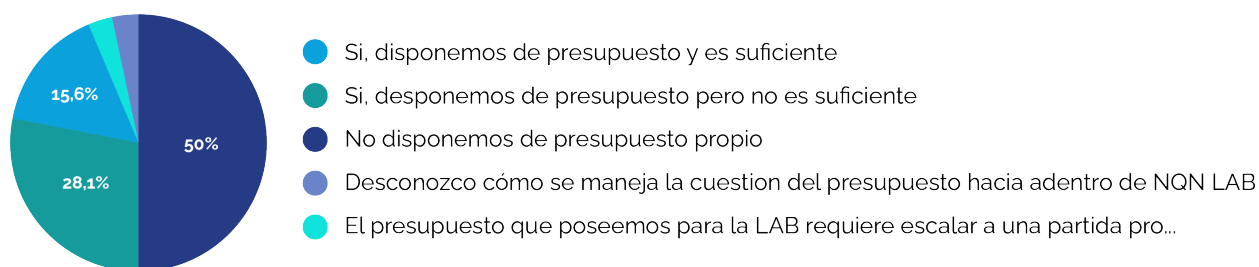 15,6%
50%
28,1%
Si, disponemos de presupuesto y es suficiente
Si, desponemos de presupuesto pero no es suficiente
No disponemos de presupuesto propio
Desconozco cómo se maneja la cuestion del presupuesto hacia adentro de NQN LAB
El presupuesto que poseemos para la LAB requiere escalar a una partida pro...